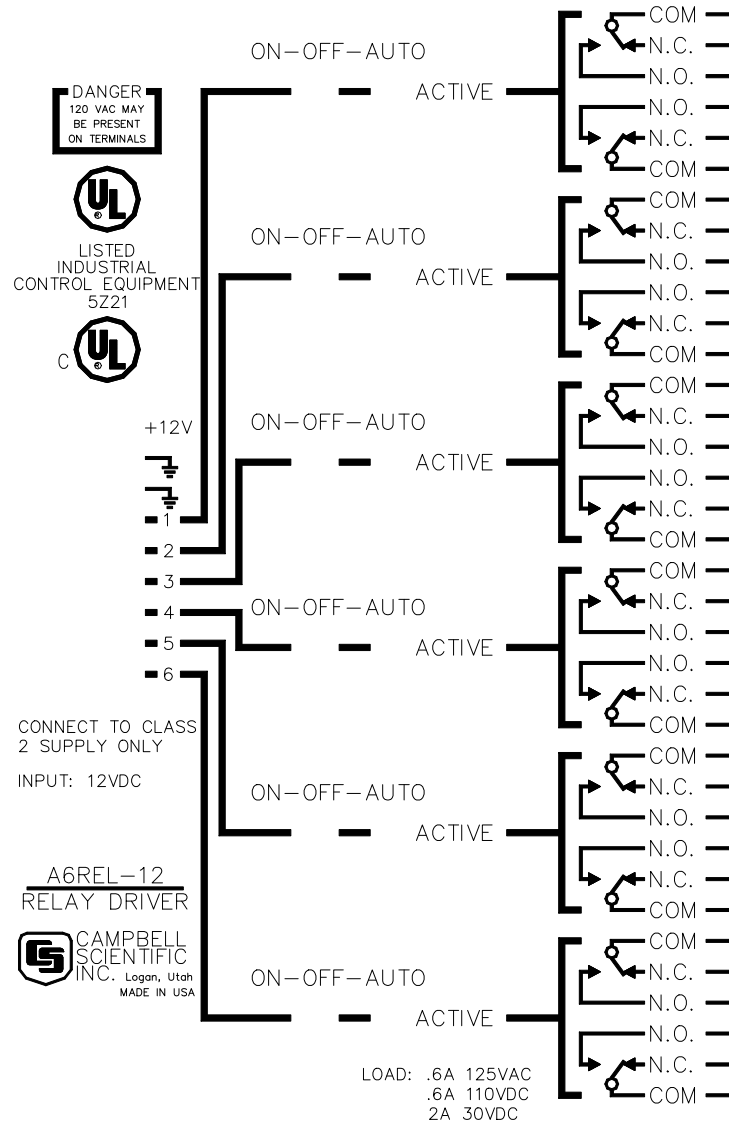 DANGER
120 VAC MAY
BE PRESENT
ON TERMINALS
UL
®
LISTED
INDUSTRIAL
CONTROL EQUIPMENT
5Z21
C UL
®
+12V
1
2
3
4
5
6
CONNECT TO CLASS
2 SUPPLY ONLY
INPUT: 12VDC
A6REL-12
RELAY DRIVER
CAMPBELL
SCIENTIFIC
INC. Logan, Utah
MADE IN USA
ON-OFF-AUTO
ACTIVE
COM
N.C.
N.O.
N.O.
N.C.
COM
ON-OFF-AUTO
ACTIVE
COM
N.C.
N.O.
N.O.
N.C.
COM
ON-OFF-AUTO
ACTIVE
COM
N.C.
N.O.
N.O.
N.C.
COM
ON-OFF-AUTO
ACTIVE
COM
N.C.
N.O.
N.O.
N.C.
COM
ON-OFF-AUTO
ACTIVE
COM
N.C.
N.O.
N.O.
N.C.
COM
ON-OFF-AUTO
ACTIVE
COM
N.C.
N.O.
N.O.
N.C.
COM
LOAD: .6A 125VAC
.6A 110VDC
2A 30VDC